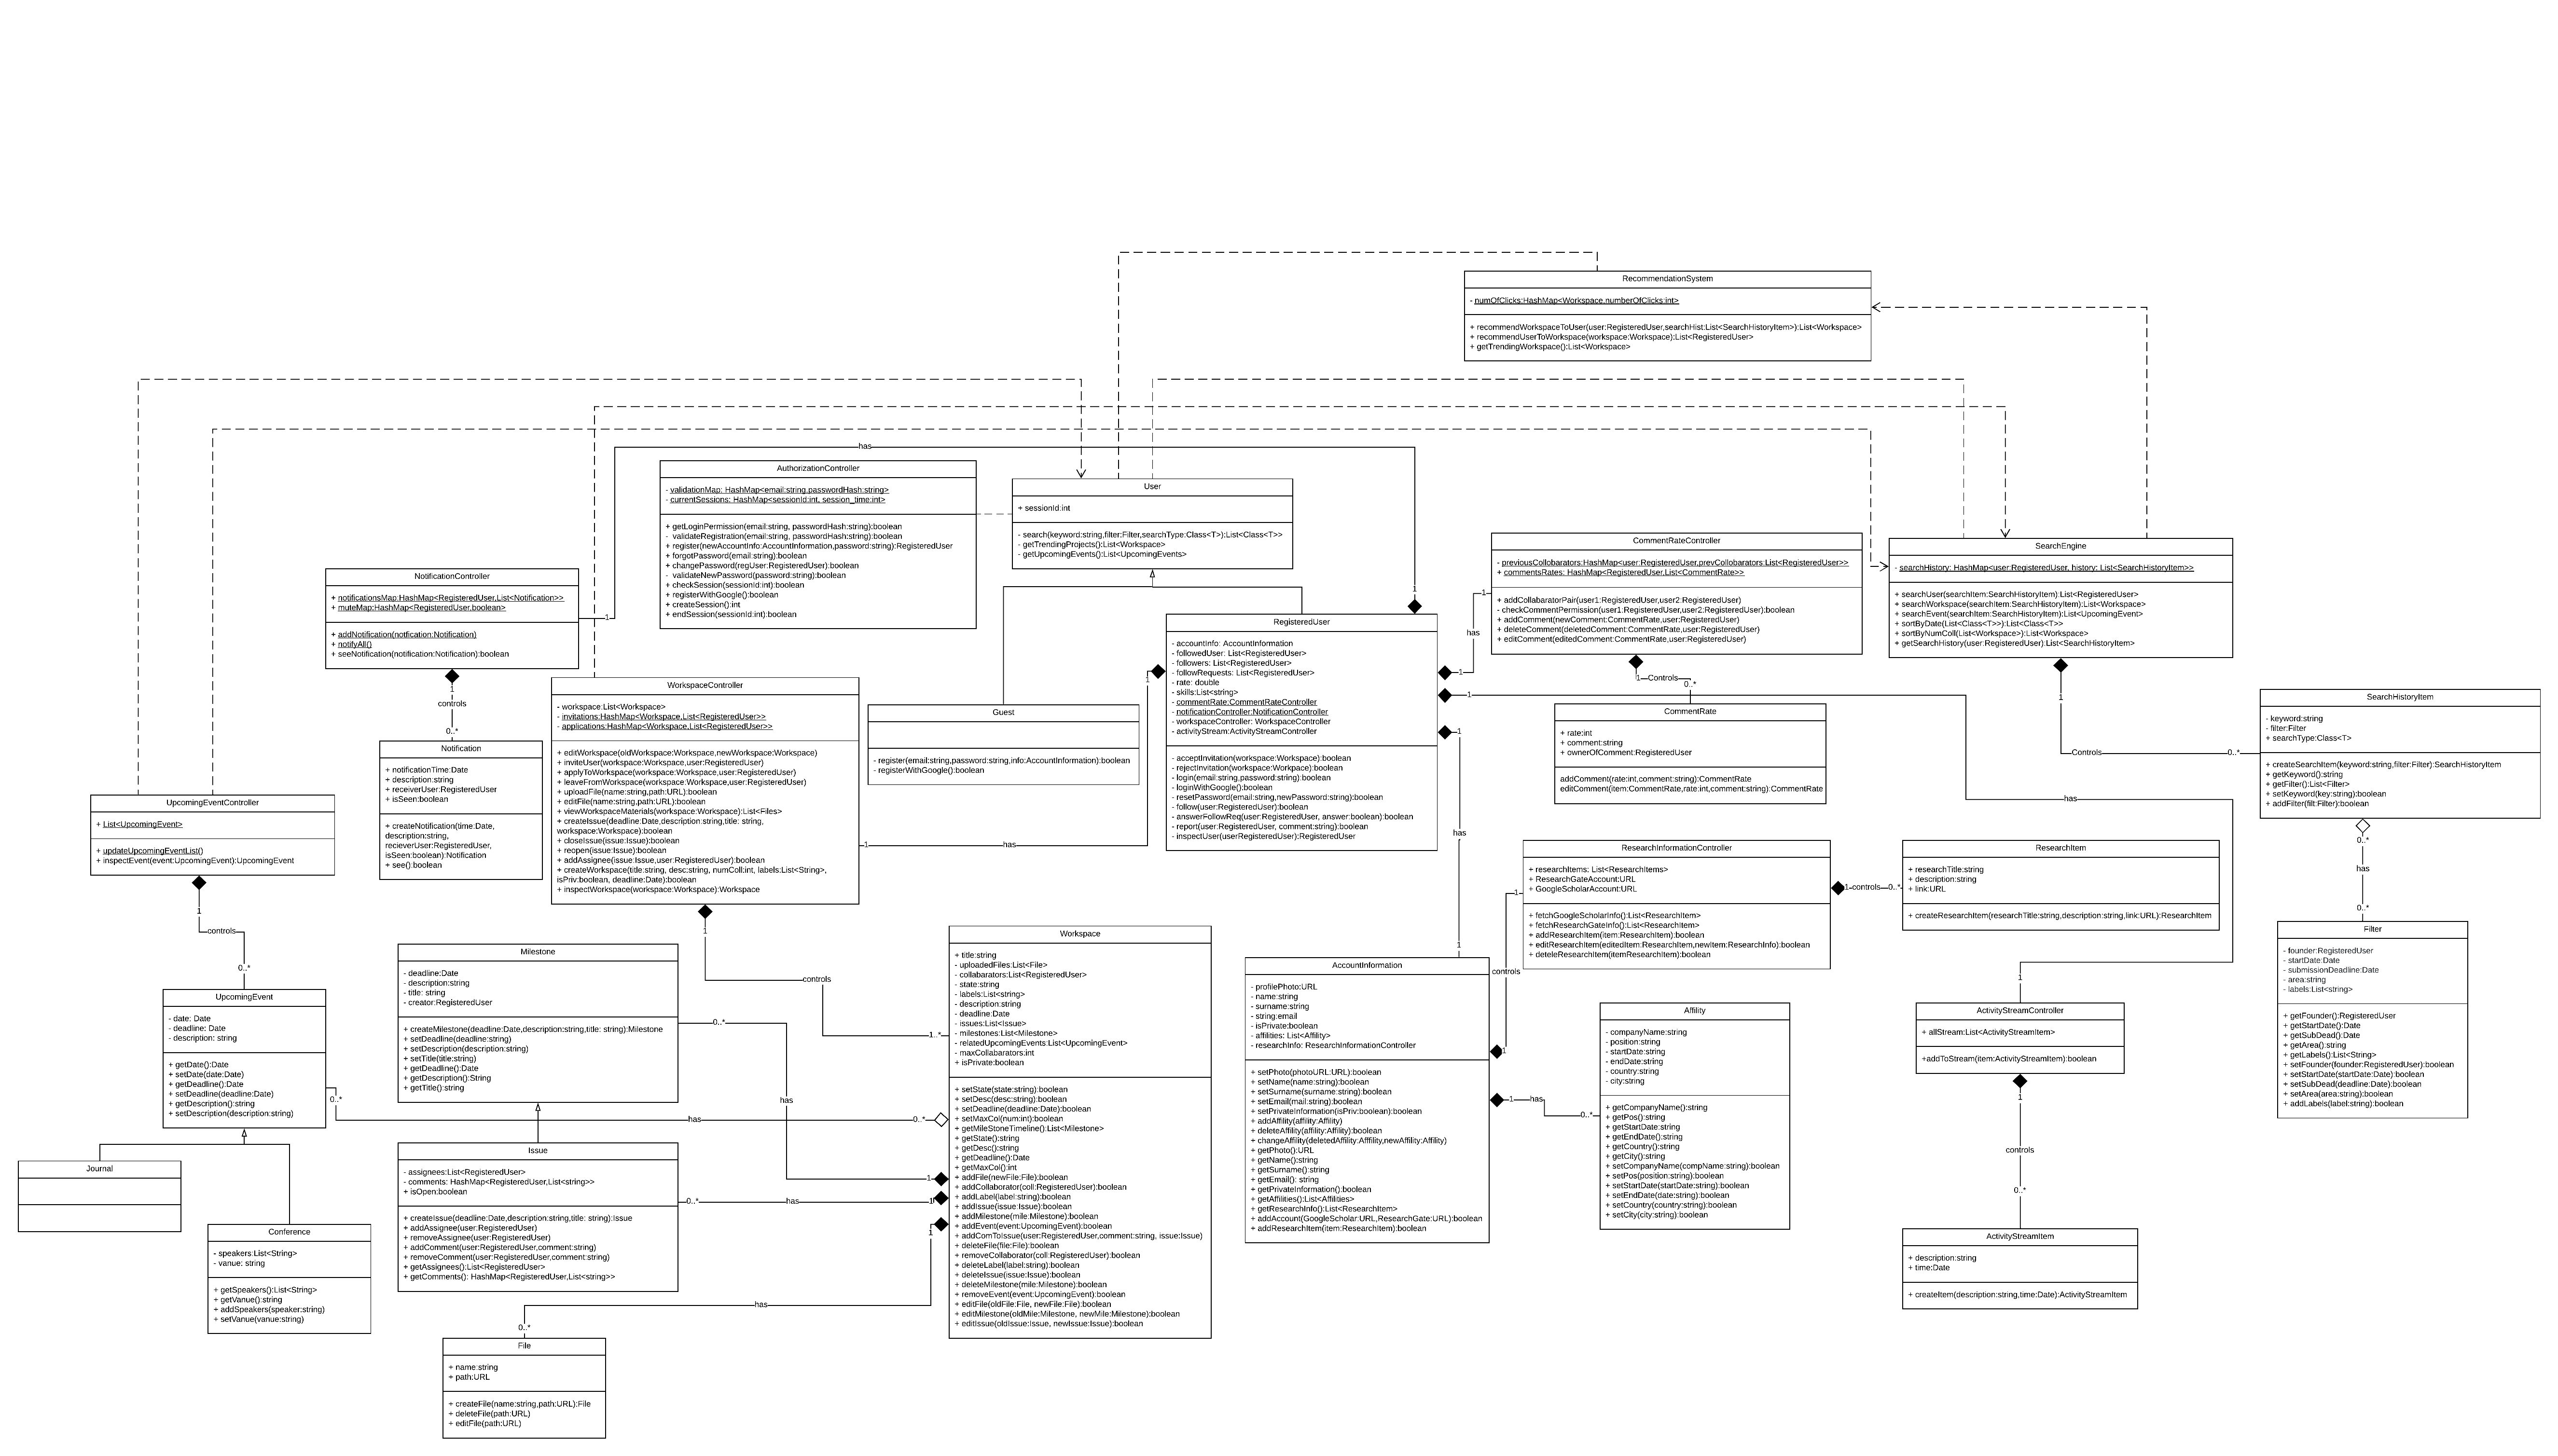 RecommendationSystem
- numOfClicks:HashMap<Workspace,numberOfClicks:int>
+ recommendWorkspaceToUser(user:RegisteredUser,searchHist:List<SearchHistoryItem>):List<Workspace>
+ recommendUserToWorkspace(workspace:Workspace):List<RegisteredUser>
+ getTrendingWorkspace():List<Workspace>
has
AuthorizationController
- validationMap: HashMap<email:string,passwordHash:string>
- currentSessions: HashMap<sessionId:int, session_time:int>
+ getLoginPermission(email:string, passwordHash:string):boolean
- validateRegistration(email:string, passwordHash:string):boolean
+ register(newAccountInfo:AccountInformation,password:string):RegisteredUser
+ forgotPassword(email:string):boolean
+ changePassword(regUser:RegisteredUser):boolean
- validateNewPassword(password:string):boolean
+ checkSession(sessionId:int):boolean
+ registerWithGoogle():boolean
+ createSession():int
+ endSession(sessionId:int):boolean
User
+ sessionId:int
- search(keyword:string,filter:Filter,searchType:Class<T>):List<Class<T>>
- getTrendingProjects():List<Workspace>
- getUpcomingEvents():List<UpcomingEvents>
CommentRateController
- previousCollobarators:HashMap<user:RegisteredUser,prevCollobarators:List<RegisteredUser>>
+ commentsRates: HashMap<RegisteredUser,List<CommentRate>>
+ addCollabaratorPair(user1:RegisteredUser,user2:RegisteredUser)
- checkCommentPermission(user1:RegisteredUser,user2:RegisteredUser):boolean
+ addComment(newComment:CommentRate,user:RegisteredUser)
+ deleteComment(deletedComment:CommentRate,user:RegisteredUser)
+ editComment(editedComment:CommentRate,user:RegisteredUser)
SearchEngine
- searchHistory: HashMap<user:RegisteredUser, history: List<SearchHistoryItem>>
+ searchUser(searchItem:SearchHistoryItem):List<RegisteredUser>
+ searchWorkspace(searchItem:SearchHistoryItem):List<Workspace>
+ searchEvent(searchItem:SearchHistoryItem):List<UpcomingEvent>
+ sortByDate(List<Class<T>>):List<Class<T>>
+ sortByNumColl(List<Workspace>):List<Workspace>
+ getSearchHistory(user:RegisteredUser):List<SearchHistoryItem>
NotificationController
+ notificationsMap:HashMap<RegisteredUser,List<Notification>>
+ muteMap:HashMap<RegisteredUser,boolean>
+ addNotification(notfication:Notification)
+ notifyAll()
+ seeNotification(notification:Notification):boolean
1
1
1
has
1
RegisteredUser
- accountInfo: AccountInformation
- followedUser: List<RegisteredUser>
- followers: List<RegisteredUser>
- followRequests: List<RegisteredUser>
- rate: double
- skills:List<string>
- commentRate:CommentRateController
- notificationController:NotificationController
- workspaceController: WorkspaceController
- activityStream:ActivityStreamController
- acceptInvitation(workspace:Workspace):boolean
- rejectInvitation(workspace:Workspace):boolean
- login(email:string,password:string):boolean
- loginWithGoogle():boolean
- resetPassword(email:string,newPassword:string):boolean
- follow(user:RegisteredUser):boolean
- answerFollowReq(user:RegisteredUser, answer:boolean):boolean
- report(user:RegisteredUser, comment:string):boolean
- inspectUser(userRegisteredUser):RegisteredUser
1
controls
0..*
WorkspaceController
- workspace:List<Workspace>
- invitations:HashMap<Workspace,List<RegisteredUser>>
- applications:HashMap<Workspace,List<RegisteredUser>>
+ editWorkspace(oldWorkspace:Workspace,newWorkspace:Workspace)
+ inviteUser(workspace:Workspace,user:RegisteredUser)
+ applyToWorkspace(workspace:Workspace,user:RegisteredUser)
+ leaveFromWorkspace(workspace:Workspace,user:RegisteredUser)
+ uploadFile(name:string,path:URL):boolean
+ editFile(name:string,path:URL):boolean
+ viewWorkspaceMaterials(workspace:Workspace):List<Files>
+ createIssue(deadline:Date,description:string,title: string,
workspace:Workspace):boolean
+ closeIssue(issue:Issue):boolean
+ reopen(issue:Issue):boolean
+ addAssignee(issue:Issue,user:RegisteredUser):boolean
+ createWorkspace(title:string, desc:string, numColl:int, labels:List<String>,
isPriv:boolean, deadline:Date):boolean
+ inspectWorkspace(workspace:Workspace):Workspace
Guest
- register(email:string,password:string,info:AccountInformation):boolean
- registerWithGoogle():boolean
1
1
has
1
1
1
has
1
1
Controls
0..*
CommentRate
+ rate:int
+ comment:string
+ ownerOfComment:RegisteredUser
addComment(rate:int,comment:string):CommentRate
editComment(item:CommentRate,rate:int,comment:string):CommentRate
1
Controls
0..*
SearchHistoryItem
- keyword:string
- filter:Filter
+ searchType:Class<T>
+ createSearchItem(keyword:string,filter:Filter):SearchHistoryItem
+ getKeyword():string
+ getFilter():List<Filter>
+ setKeyword(key:string):boolean
+ addFilter(filt:Filter):boolean
has
Notification
+ notificationTime:Date
+ description:string
+ receiverUser:RegisteredUser
+ isSeen:boolean
+ createNotification(time:Date,
description:string,
recieverUser:RegisteredUser,
isSeen:boolean):Notification
+ see():boolean
UpcomingEventController
+ List<UpcomingEvent>
+ updateUpcomingEventList()
+ inspectEvent(event:UpcomingEvent):UpcomingEvent
1
controls
0..*
ResearchInformationController
+ researchItems: List<ResearchItems>
+ ResearchGateAccount:URL
+ GoogleScholarAccount:URL
+ fetchGoogleScholarInfo():List<ResearchItem>
+ fetchResearchGateInfo():List<ResearchItem>
+ addResearchItem(item:ResearchItem):boolean
+ editResearchItem(editedItem:ResearchItem,newItem:ResearchInfo):boolean
+ deteleResearchItem(itemResearchItem):boolean
1
controls
0..*
ResearchItem
+ researchTitle:string
+ description:string
+ link:URL
+ createResearchItem(researchTitle:string,description:string,link:URL):ResearchItem
0..*
has
0..*
Filter
- founder:RegisteredUser
- startDate:Date
- submissionDeadline:Date
- area:string
- labels:List<string>
+ getFounder():RegisteredUser
+ getStartDate():Date
+ getSubDead():Date
+ getArea():string
+ getLabels():List<String>
+ setFounder(founder:RegisteredUser):boolean
+ setStartDate(startDate:Date):boolean
+ setSubDead(deadline:Date):boolean
+ setArea(area:string):boolean
+ addLabels(label:string):boolean
1
controls
1..*
Milestone
- deadline:Date
- description:string
- title: string
- creator:RegisteredUser
+ createMilestone(deadline:Date,description:string,title: string):Milestone
+ setDeadline(deadline:string)
+ setDescription(description:string)
+ setTitle(title:string)
+ getDeadline():Date
+ getDescription():String
+ getTitle():string
0..*
has
1
Workspace
+ title:string
- uploadedFiles:List<File>
- collabarators:List<RegisteredUser>
- state:string
- labels:List<string>
- description:string
- deadline:Date
- issues:List<Issue>
- milestones:List<Milestone>
- relatedUpcomingEvents:List<UpcomingEvent>
- maxCollabarators:int
+ isPrivate:boolean
+ setState(state:string):boolean
+ setDesc(desc:string):boolean
+ setDeadline(deadline:Date):boolean
+ setMaxCol(num:int):boolean
+ getMileStoneTimeline():List<Milestone>
+ getState():string
+ getDesc():string
+ getDeadline():Date
+ getMaxCol():int
+ addFile(newFile:File):boolean
+ addCollaborator(coll:RegisteredUser):boolean
+ addLabel(label:string):boolean
+ addIssue(issue:Issue):boolean
+ addMilestone(mile:Milestone):boolean
+ addEvent(event:UpcomingEvent):boolean
+ addComToIssue(user:RegisteredUser,comment:string, issue:Issue)
+ deleteFile(file:File):boolean
+ removeCollaborator(coll:RegisteredUser):boolean
+ deleteLabel(label:string):boolean
+ deleteIssue(issue:Issue):boolean
+ deleteMilestone(mile:Milestone):boolean
+ removeEvent(event:UpcomingEvent):boolean
+ editFile(oldFile:File, newFile:File):boolean
+ editMilestone(oldMile:Milestone, newMile:Milestone):boolean
+ editIssue(oldIssue:Issue, newIssue:Issue):boolean
1
AccountInformation
- profilePhoto:URL
- name:string
- surname:string
- string:email
- isPrivate:boolean
- affilities: List<Affility>
- researchInfo: ResearchInformationController
+ setPhoto(photoURL:URL):boolean
+ setName(name:string):boolean
+ setSurname(surname:string):boolean
+ setEmail(mail:string):boolean
+ setPrivateInformation(isPriv:boolean):boolean
+ addAffility(affility:Affility)
+ deleteAffility(affility:Affility):boolean
+ changeAffility(deletedAffility:Afffility,newAffility:Affility)
+ getPhoto():URL
+ getName():string
+ getSurname():string
+ getEmail(): string
+ getPrivateInformation():boolean
+ getAffilities():List<Affilities>
+ getResearchInfo():List<ResearchItem>
+ addAccount(GoogleScholar:URL,ResearchGate:URL):boolean
+ addResearchItem(item:ResearchItem):boolean
1
controls
1
1
has
0..*
Affility
- companyName:string
- position:string
- startDate:string
- endDate:string
- country:string
- city:string
+ getCompanyName():string
+ getPos():string
+ getStartDate:string
+ getEndDate():string
+ getCountry():string
+ getCity():string
+ setCompanyName(compName:string):boolean
+ setPos(position:string):boolean
+ setStartDate(startDate:string):boolean
+ setEndDate(date:string):boolean
+ setCountry(country:string):boolean
+ setCity(city:string):boolean
1
ActivityStreamController
+ allStream:List<ActivityStreamItem>
+addToStream(item:ActivityStreamItem):boolean
1
controls
0..*
ActivityStreamItem
+ description:string
+ time:Date
+ createItem(description:string,time:Date):ActivityStreamItem
UpcomingEvent
- date: Date
- deadline: Date
- description: string
+ getDate():Date
+ setDate(date:Date)
+ getDeadline():Date
+ setDeadline(deadline:Date)
+ getDescription():string
+ setDescription(description:string)
0..*
has
0..*
Journal
Conference
- speakers:List<String>
- vanue: string
+ getSpeakers():List<String>
+ getVanue():string
+ addSpeakers(speaker:string)
+ setVanue(vanue:string)
Issue
- assignees:List<RegisteredUser>
- comments: HashMap<RegisteredUser,List<string>>
+ isOpen:boolean
+ createIssue(deadline:Date,description:string,title: string):Issue
+ addAssignee(user:RegisteredUser)
+ removeAssignee(user:RegisteredUser)
+ addComment(user:RegisteredUser,comment:string)
+ removeComment(user:RegisteredUser,comment:string)
+ getAssignees():List<RegisteredUser>
+ getComments(): HashMap<RegisteredUser,List<string>>
0..*
has
1
1
has
0..*
File
+ name:string
+ path:URL
+ createFile(name:string,path:URL):File
+ deleteFile(path:URL)
+ editFile(path:URL)